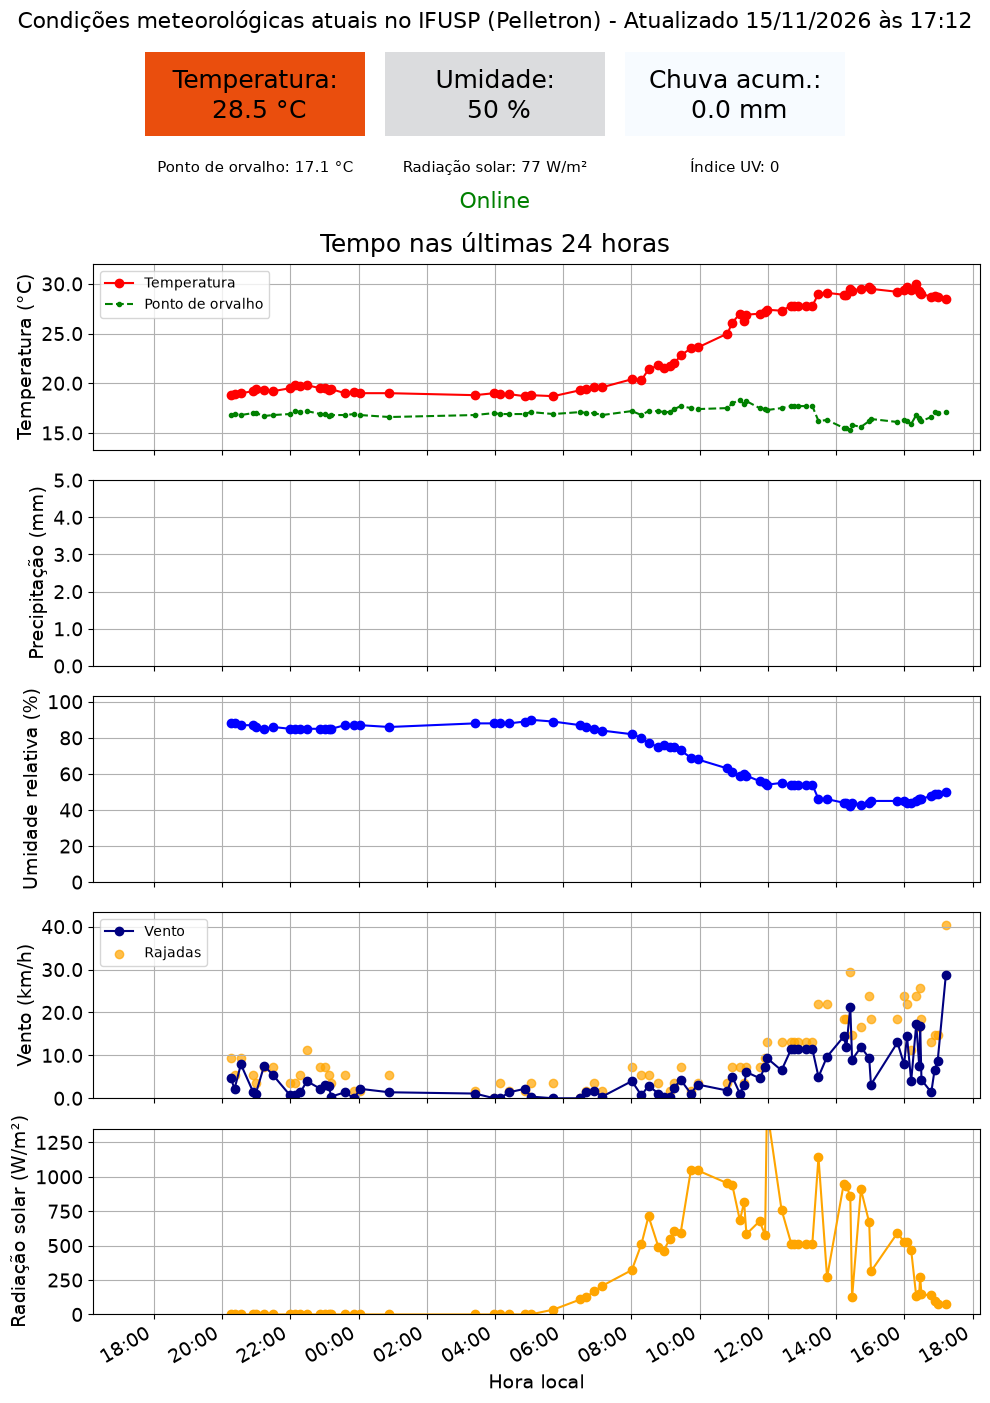 Condições meteorológicas atuais no IFUSP (Pelletron) - Atualizado 15/11/2026 às 17:12
Temperatura:
28.5 °C
Umidade:
50 %
Chuva acum.:
0.0 mm
Ponto de orvalho: 17.1 °C
Radiação solar: 77 W/m²
Índice UV: 0
Online
Tempo nas últimas 24 horas
Temperatura (°C)
30.0
25.0
20.0
15.0
Temperatura
Ponto de orvalho
Precipitação (mm)
5.0
4.0
3.0
2.0
1.0
0.0
Umidade relativa (%)
100
80
60
40
20
0
Vento (km/h)
40.0
30.0
20.0
10.0
0.0
Vento
Rajadas
Radiação solar (W/m²)
1250
1000
750
500
250
0
18:00 20:00 22:00 00:00 02:00 04:00 06:00 08:00 10:00 12:00 14:00 16:00 18:00
Hora local